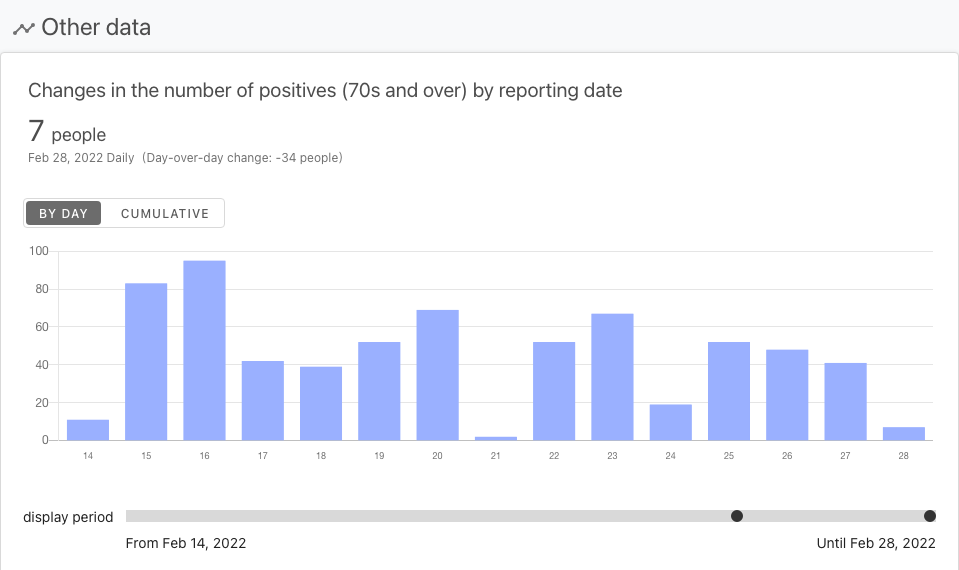 Other data
Changes in the number of positives (70s and over) by reporting date
7 people
Feb 28, 2022 Daily (Day-over-day change: -34 people)
BY DAY CUMULATIVE
100
80
60
40
20
0
14 15 16 17 18 19 20 21 22 23 24 25 26 27 28
display period
From Feb 14, 2022 Until Feb 28, 2022